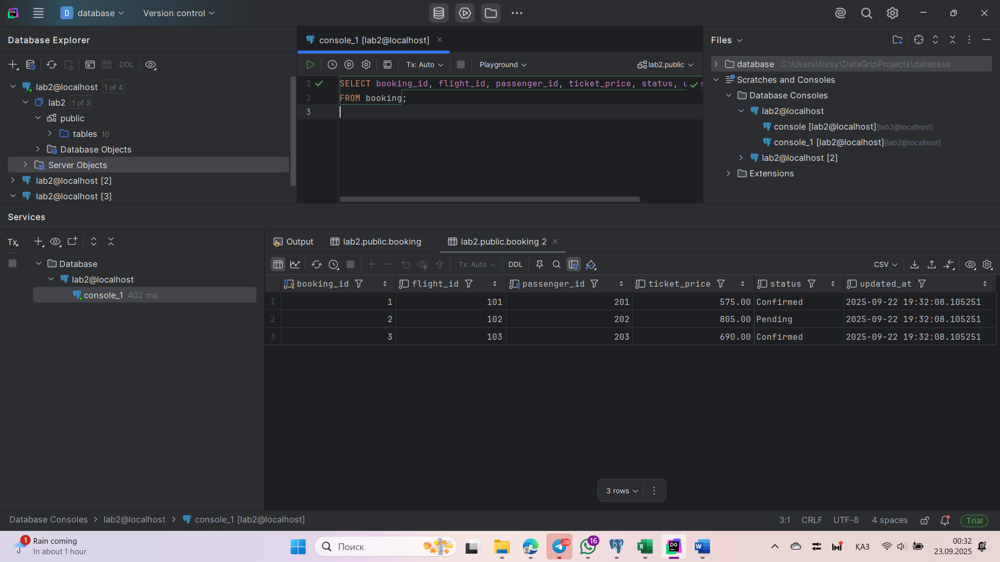 DG
D database
Version control
Database Explorer
DDL
lab2@localhost 1 of 4
lab2 1 of 3
public
tables 10
Database Objects
Server Objects
lab2@localhost [2]
lab2@localhost [3]
console_1 [lab2@localhost]
Tx: Auto
Playground
lab2.public
1 SELECT booking_id, flight_id, passenger_id, ticket_price, status,
2 FROM booking;
3
Files
database C:\Users\tursy\DataGripProjects\database
Scratches and Consoles
Database Consoles
lab2@localhost
console [lab2@localhost] [lab2@localhost]
console_1 [lab2@localhost] [lab2@localhost]
lab2@localhost [2]
Extensions
Services
Tx
Database
lab2@localhost
console_1 402 ms
Output
lab2.public.booking
lab2.public.booking 2
Tx: Auto
DDL
CSV
booking_id flight_id passenger_id ticket_price status updated_at
1 1 101 201 575.00 Confirmed 2025-09-22 19:32:08.105251
2 2 102 202 805.00 Pending 2025-09-22 19:32:08.105251
3 3 103 203 690.00 Confirmed 2025-09-22 19:32:08.105251
3 rows
Database Consoles > lab2@localhost > console_1 [lab2@localhost]
3:1 CRLF UTF-8 4 spaces Trial
1
Rain coming
In about 1 hour
Поиск
..08
16
DG
ҚАЗ
00:32
23.09.2025